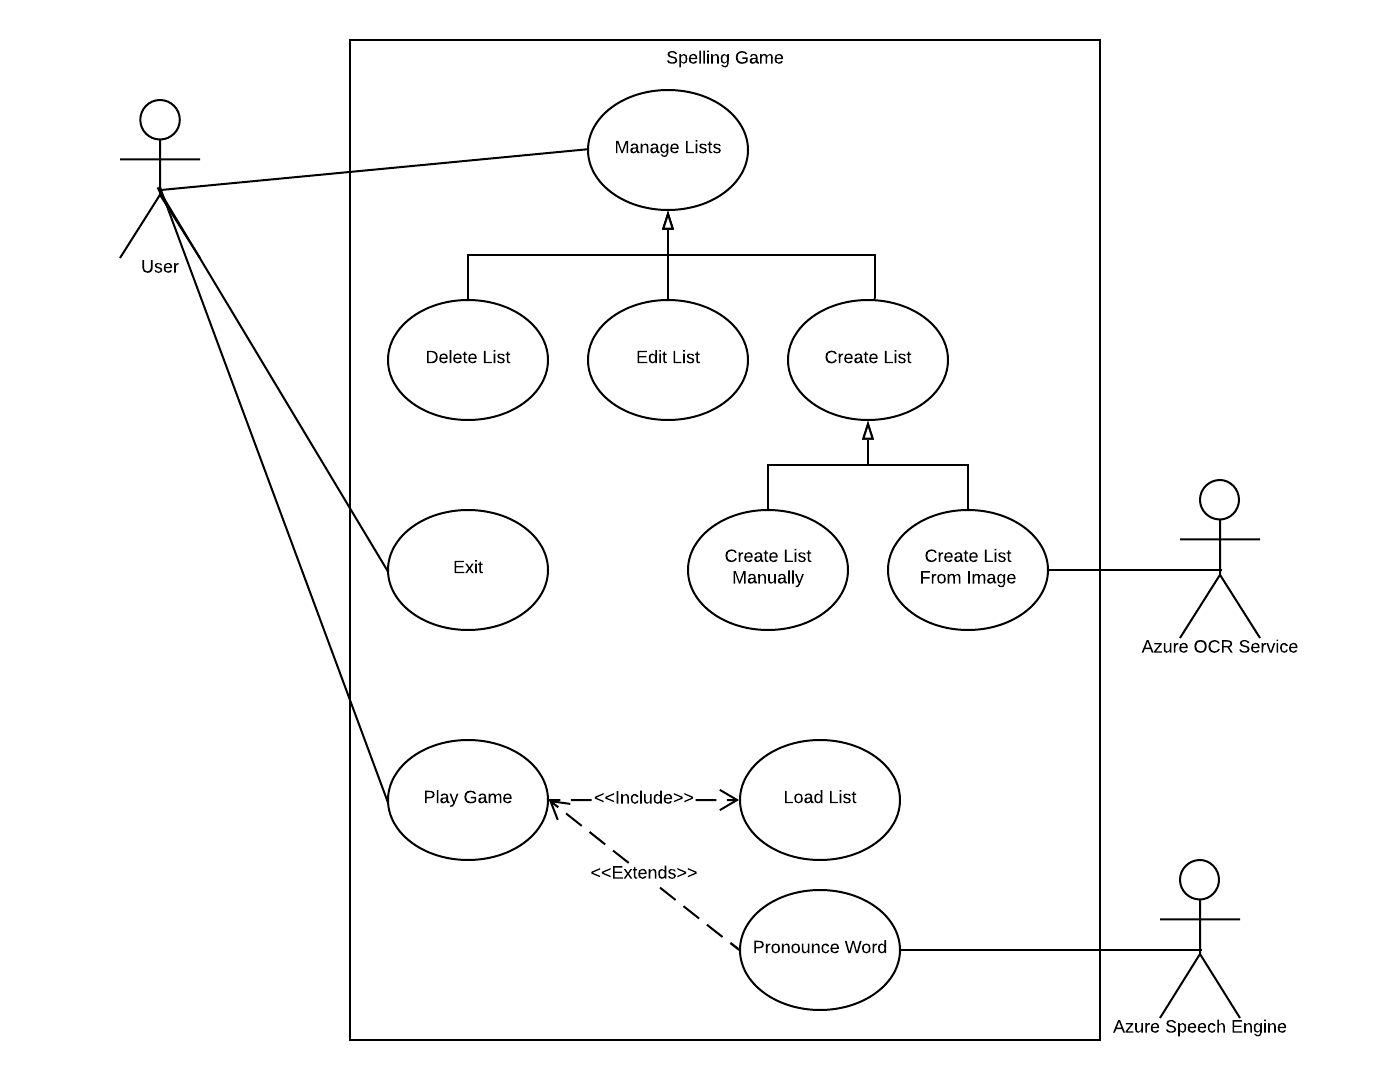 Spelling Game
Manage Lists
User
Delete List
Edit List
Create List
Exit
Create List
Manually
Create List
From Image
Azure OCR Service
Play Game
<<Include>>
Load List
<<Extends>>
Pronounce Word
Azure Speech Engine